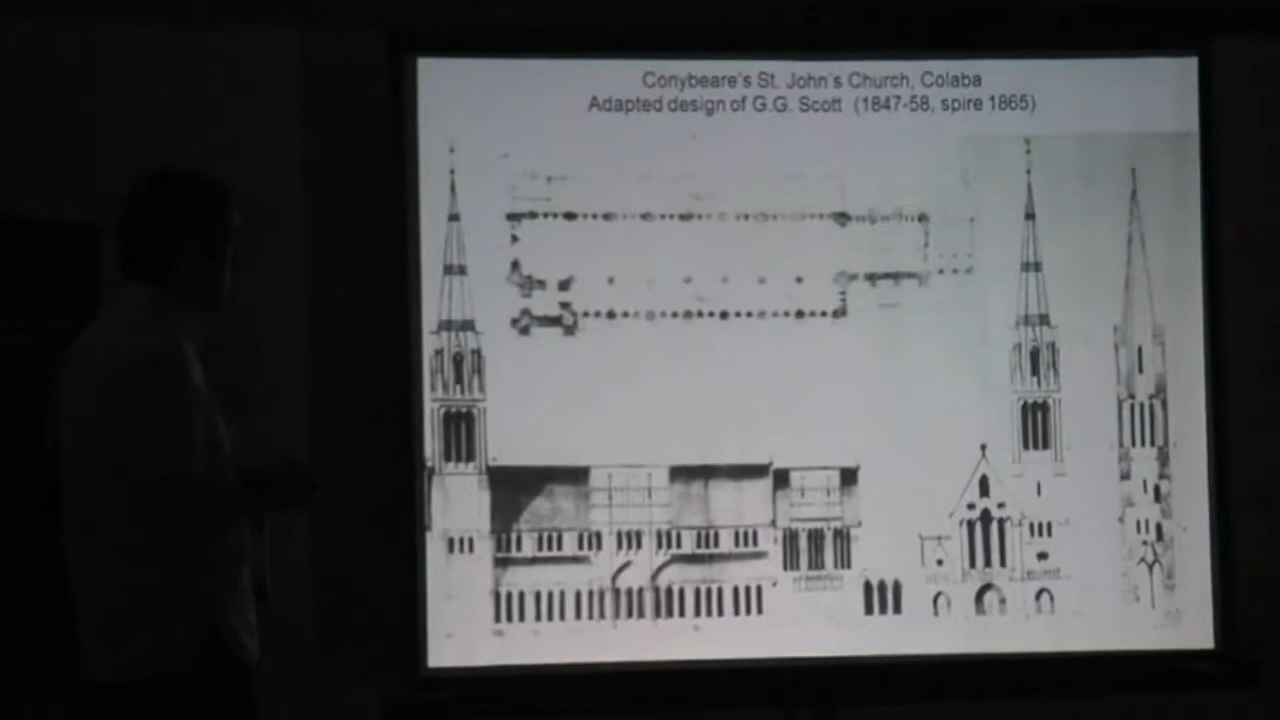 Conybeare's St. John's Church, Colaba
Adapted design of G.G. Scott (1847-58, spire 1865)